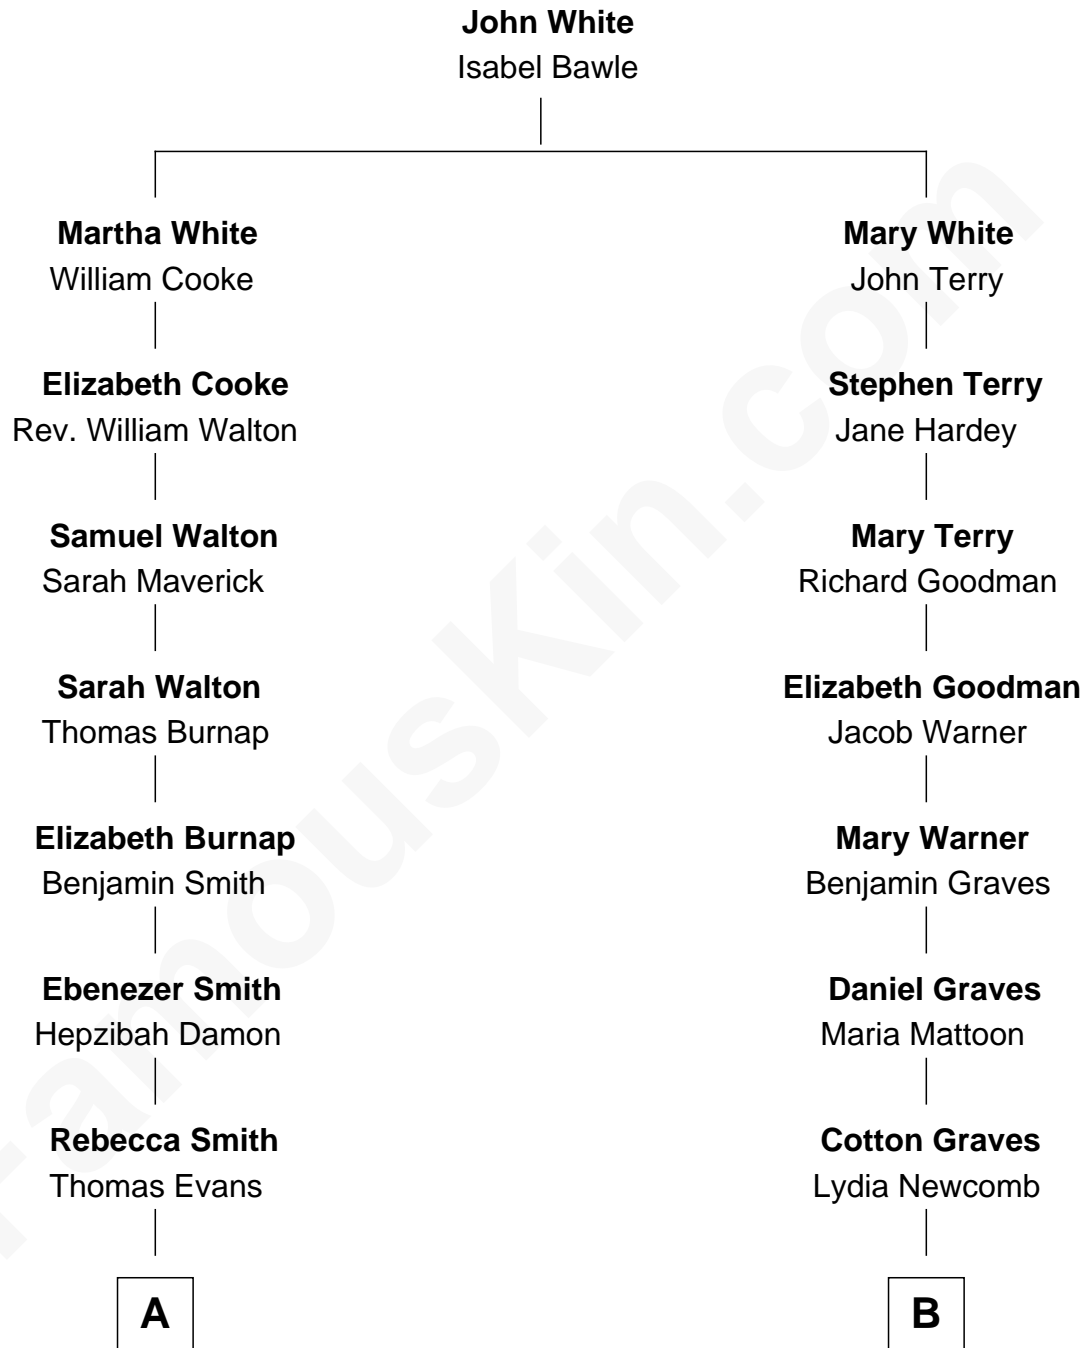 John White
Isabel Bawle
Martha White
William Cooke
Mary White
John Terry
Elizabeth Cooke
Rev. William Walton
Stephen Terry
Jane Hardey
Samuel Walton
Sarah Maverick
Mary Terry
Richard Goodman
Sarah Walton
Thomas Burnap
Elizabeth Goodman
Jacob Warner
Elizabeth Burnap
Benjamin Smith
Mary Warner
Benjamin Graves
Ebenezer Smith
Hepzibah Damon
Daniel Graves
Maria Mattoon
Rebecca Smith
Thomas Evans
Cotton Graves
Lydia Newcomb
A
B
FamousKin.com